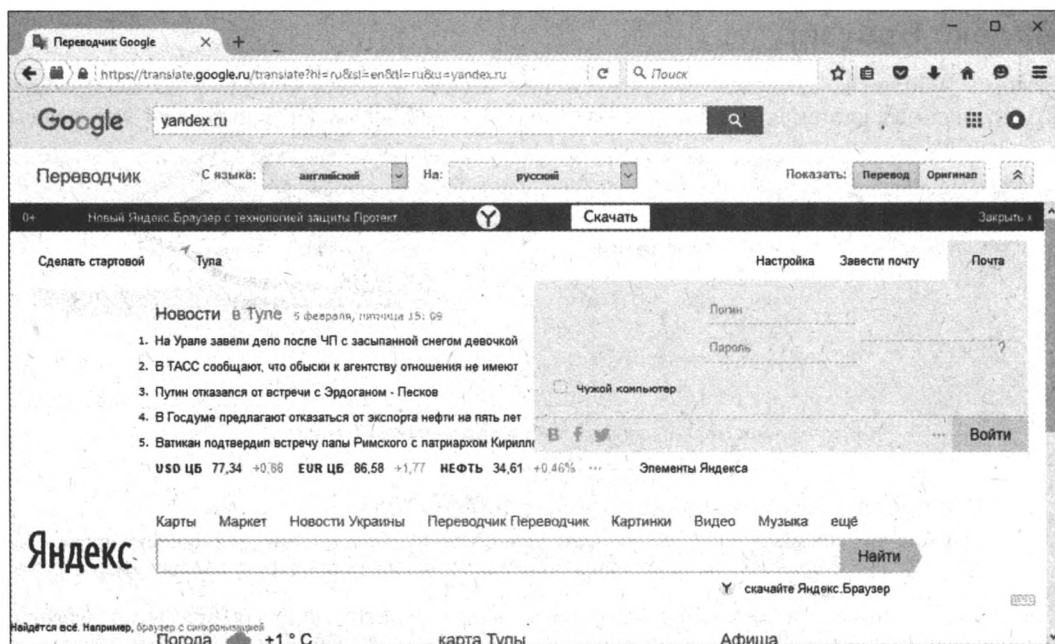 Переводчик Google
https://translate.google.ru/translate?hl=ru&sl=en&tl=ru&u=yandex.ru Поиск
Google yandex.ru
Переводчик С языка: английский На: русский Показать: Перевод Оригинал
0+ Новый Яндекс.Браузер с технологией защиты Протект Скачать Закрыть x
Сделать стартовой Тула Настройка Завести почту Почта
Новости в Туле 5 февраля, пятница 15: 09
Логин
1. На Урале завели дело после ЧП с засыпанной снегом девочкой
Пароль ?
2. В ТАСС сообщают, что обыски к агентству отношения не имеют
3. Путин отказался от встречи с Эрдоганом - Песков
Чужой компьютер
4. В Госдуме предлагают отказаться от экспорта нефти на пять лет
5. Ватикан подтвердил встречу папы Римского с патриархом Кирилл
В f ... Войти
USD ЦБ 77,34 +0,66 EUR ЦБ 86,58 +1,77 НЕФТЬ 34,61 +0,46% ... Элементы Яндекса
Карты Маркет Новости Украины Переводчик Переводчик Картинки Видео Музыка ещё
Яндекс Найти
скачайте Яндекс.Браузер
Найдётся всё. Например, браузер с синхронизацией
Погода +1 ° C карта Тулы Афиша